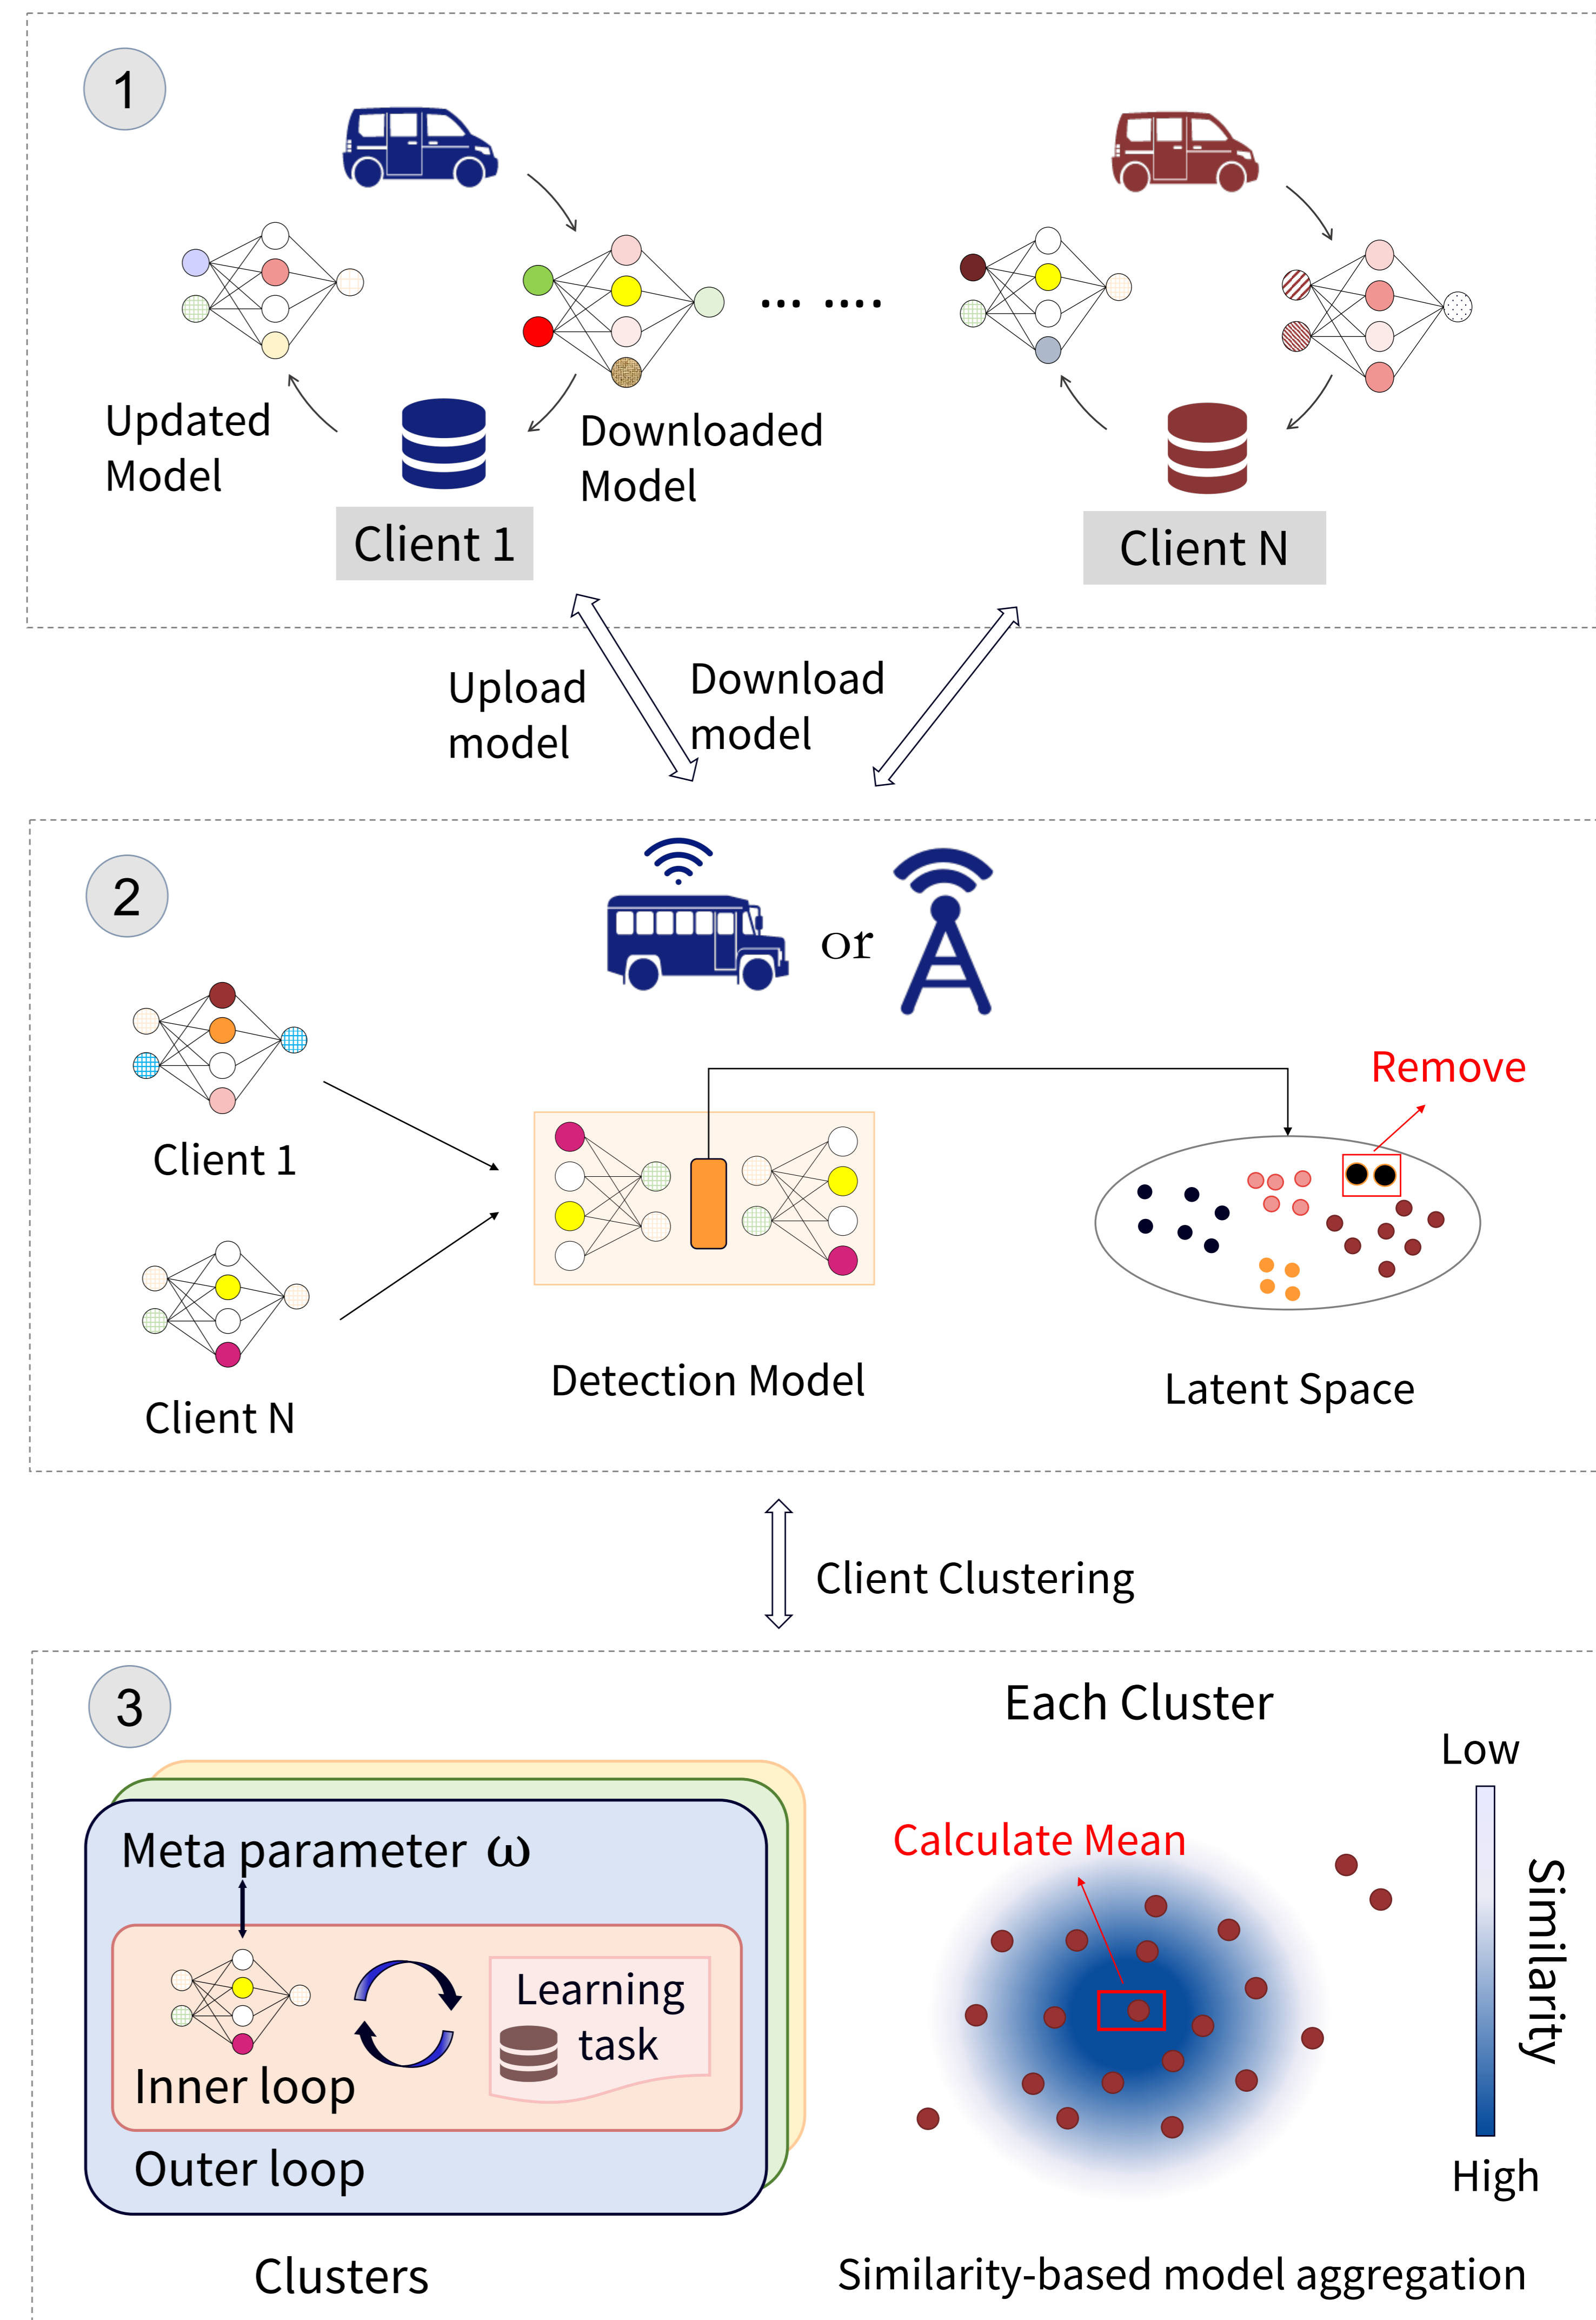 1
... ....
Updated
Model
Downloaded
Model
Client 1
Client N
Upload
model
Download
model
2
or
Remove
Client 1
Client N
Detection Model
Latent Space
Client Clustering
3
Each Cluster
Low
Meta parameter ω
Calculate Mean
Similarity
Learning
task
Inner loop
Outer loop
High
Clusters
Similarity-based model aggregation